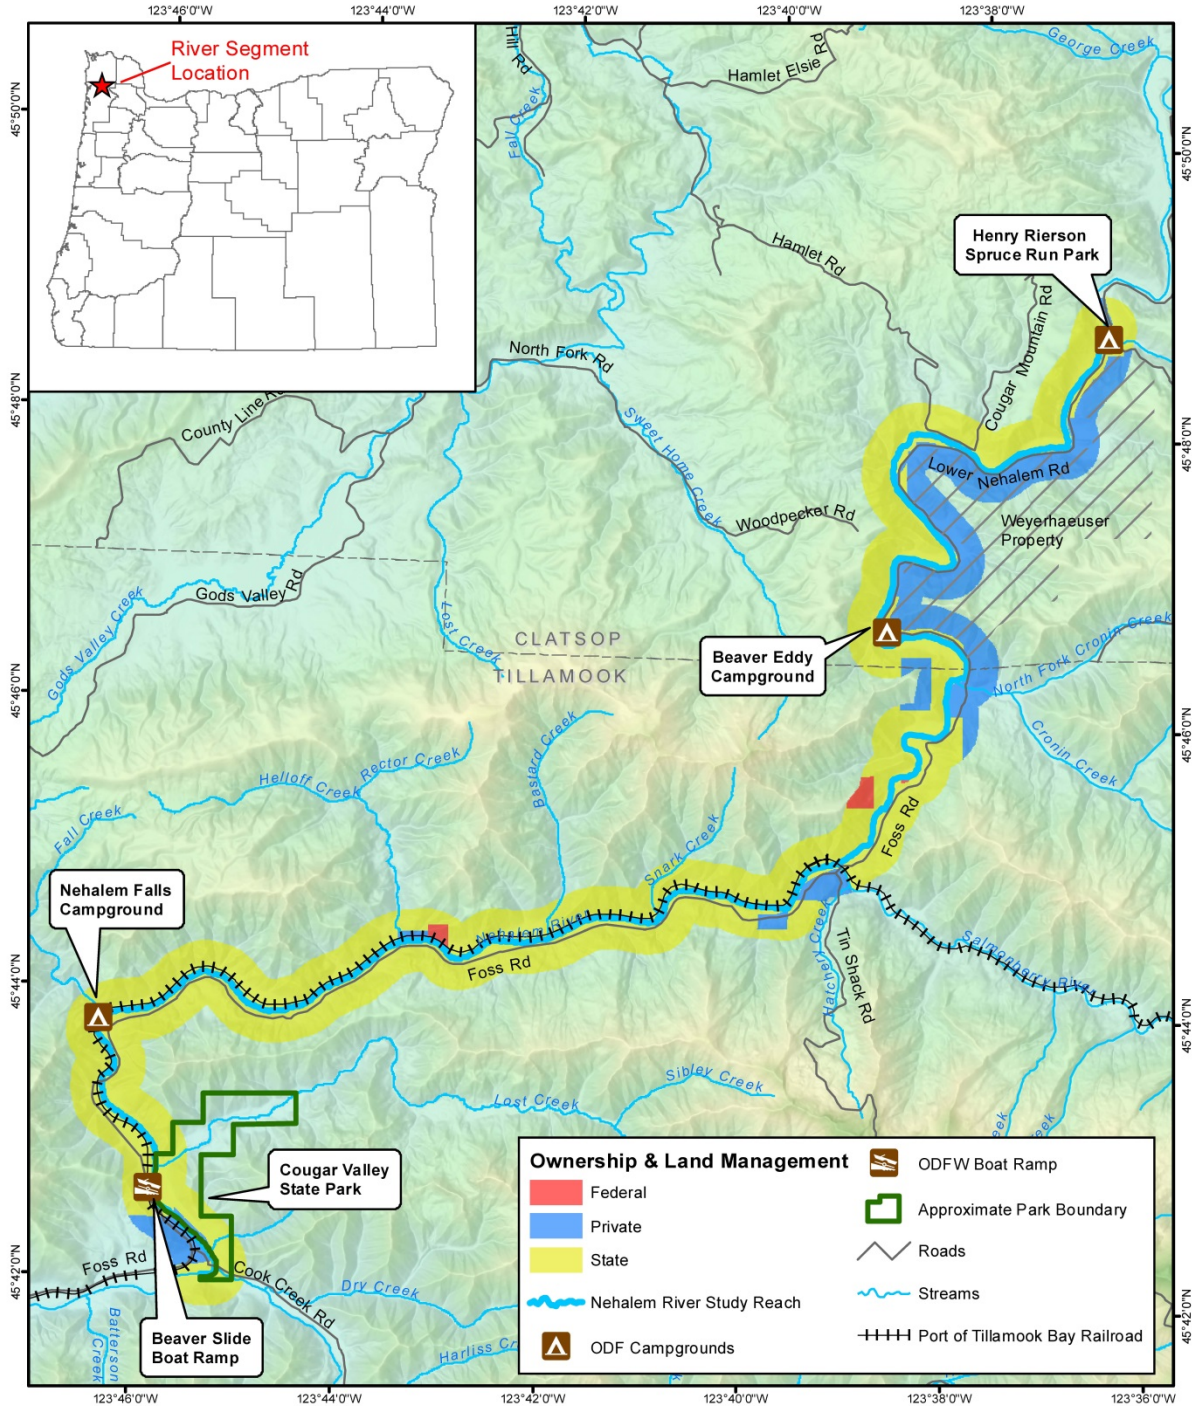 123°46'0"W
123°44'0"W
123°42'0"W
123°40'0"W
123°38'0"W
River Segment
Location
Hill Rd
Fall Creek
Hamlet Elsie Rd
George Creek
45°50'0"N
45°50'0"N
Henry Rierson
Spruce Run Park
Hamlet Rd
Cougar Mountain Rd
North Fork Rd
County Line Rd
Sweet Home Creek
45°48'0"N
45°48'0"N
Lower Nehalem Rd
Woodpecker Rd
Weyerhaeuser
Property
Gods Valley Rd
Gods Valley Creek
Lost Creek
CLATSOP
TILLAMOOK
Beaver Eddy
Campground
North Fork Cronin Creek
Cronin Creek
45°46'0"N
45°46'0"N
Bastard Creek
Rector Creek
Helloff Creek
Fall Creek
Snark Creek
Foss Rd
Nehalem Falls
Campground
Nehalem River
Foss Rd
Hatchery Creek
Tin Shack Rd
Salmonberry River
45°44'0"N
45°44'0"N
Sibley Creek
Lost Creek
eek
ek
Cougar Valley
State Park
Foss Rd
Cook Creek Rd
Dry Creek
Batterson
Creek
Harliss Cr
Beaver Slide
Boat Ramp
45°42'0"N
45°42'0"N
Ownership & Land Management
Federal
Private
State
Nehalem River Study Reach
ODF Campgrounds
ODFW Boat Ramp
Approximate Park Boundary
Roads
Streams
Port of Tillamook Bay Railroad
123°46'0"W
123°44'0"W
123°42'0"W
123°40'0"W
123°38'0"W
123°36'0"W